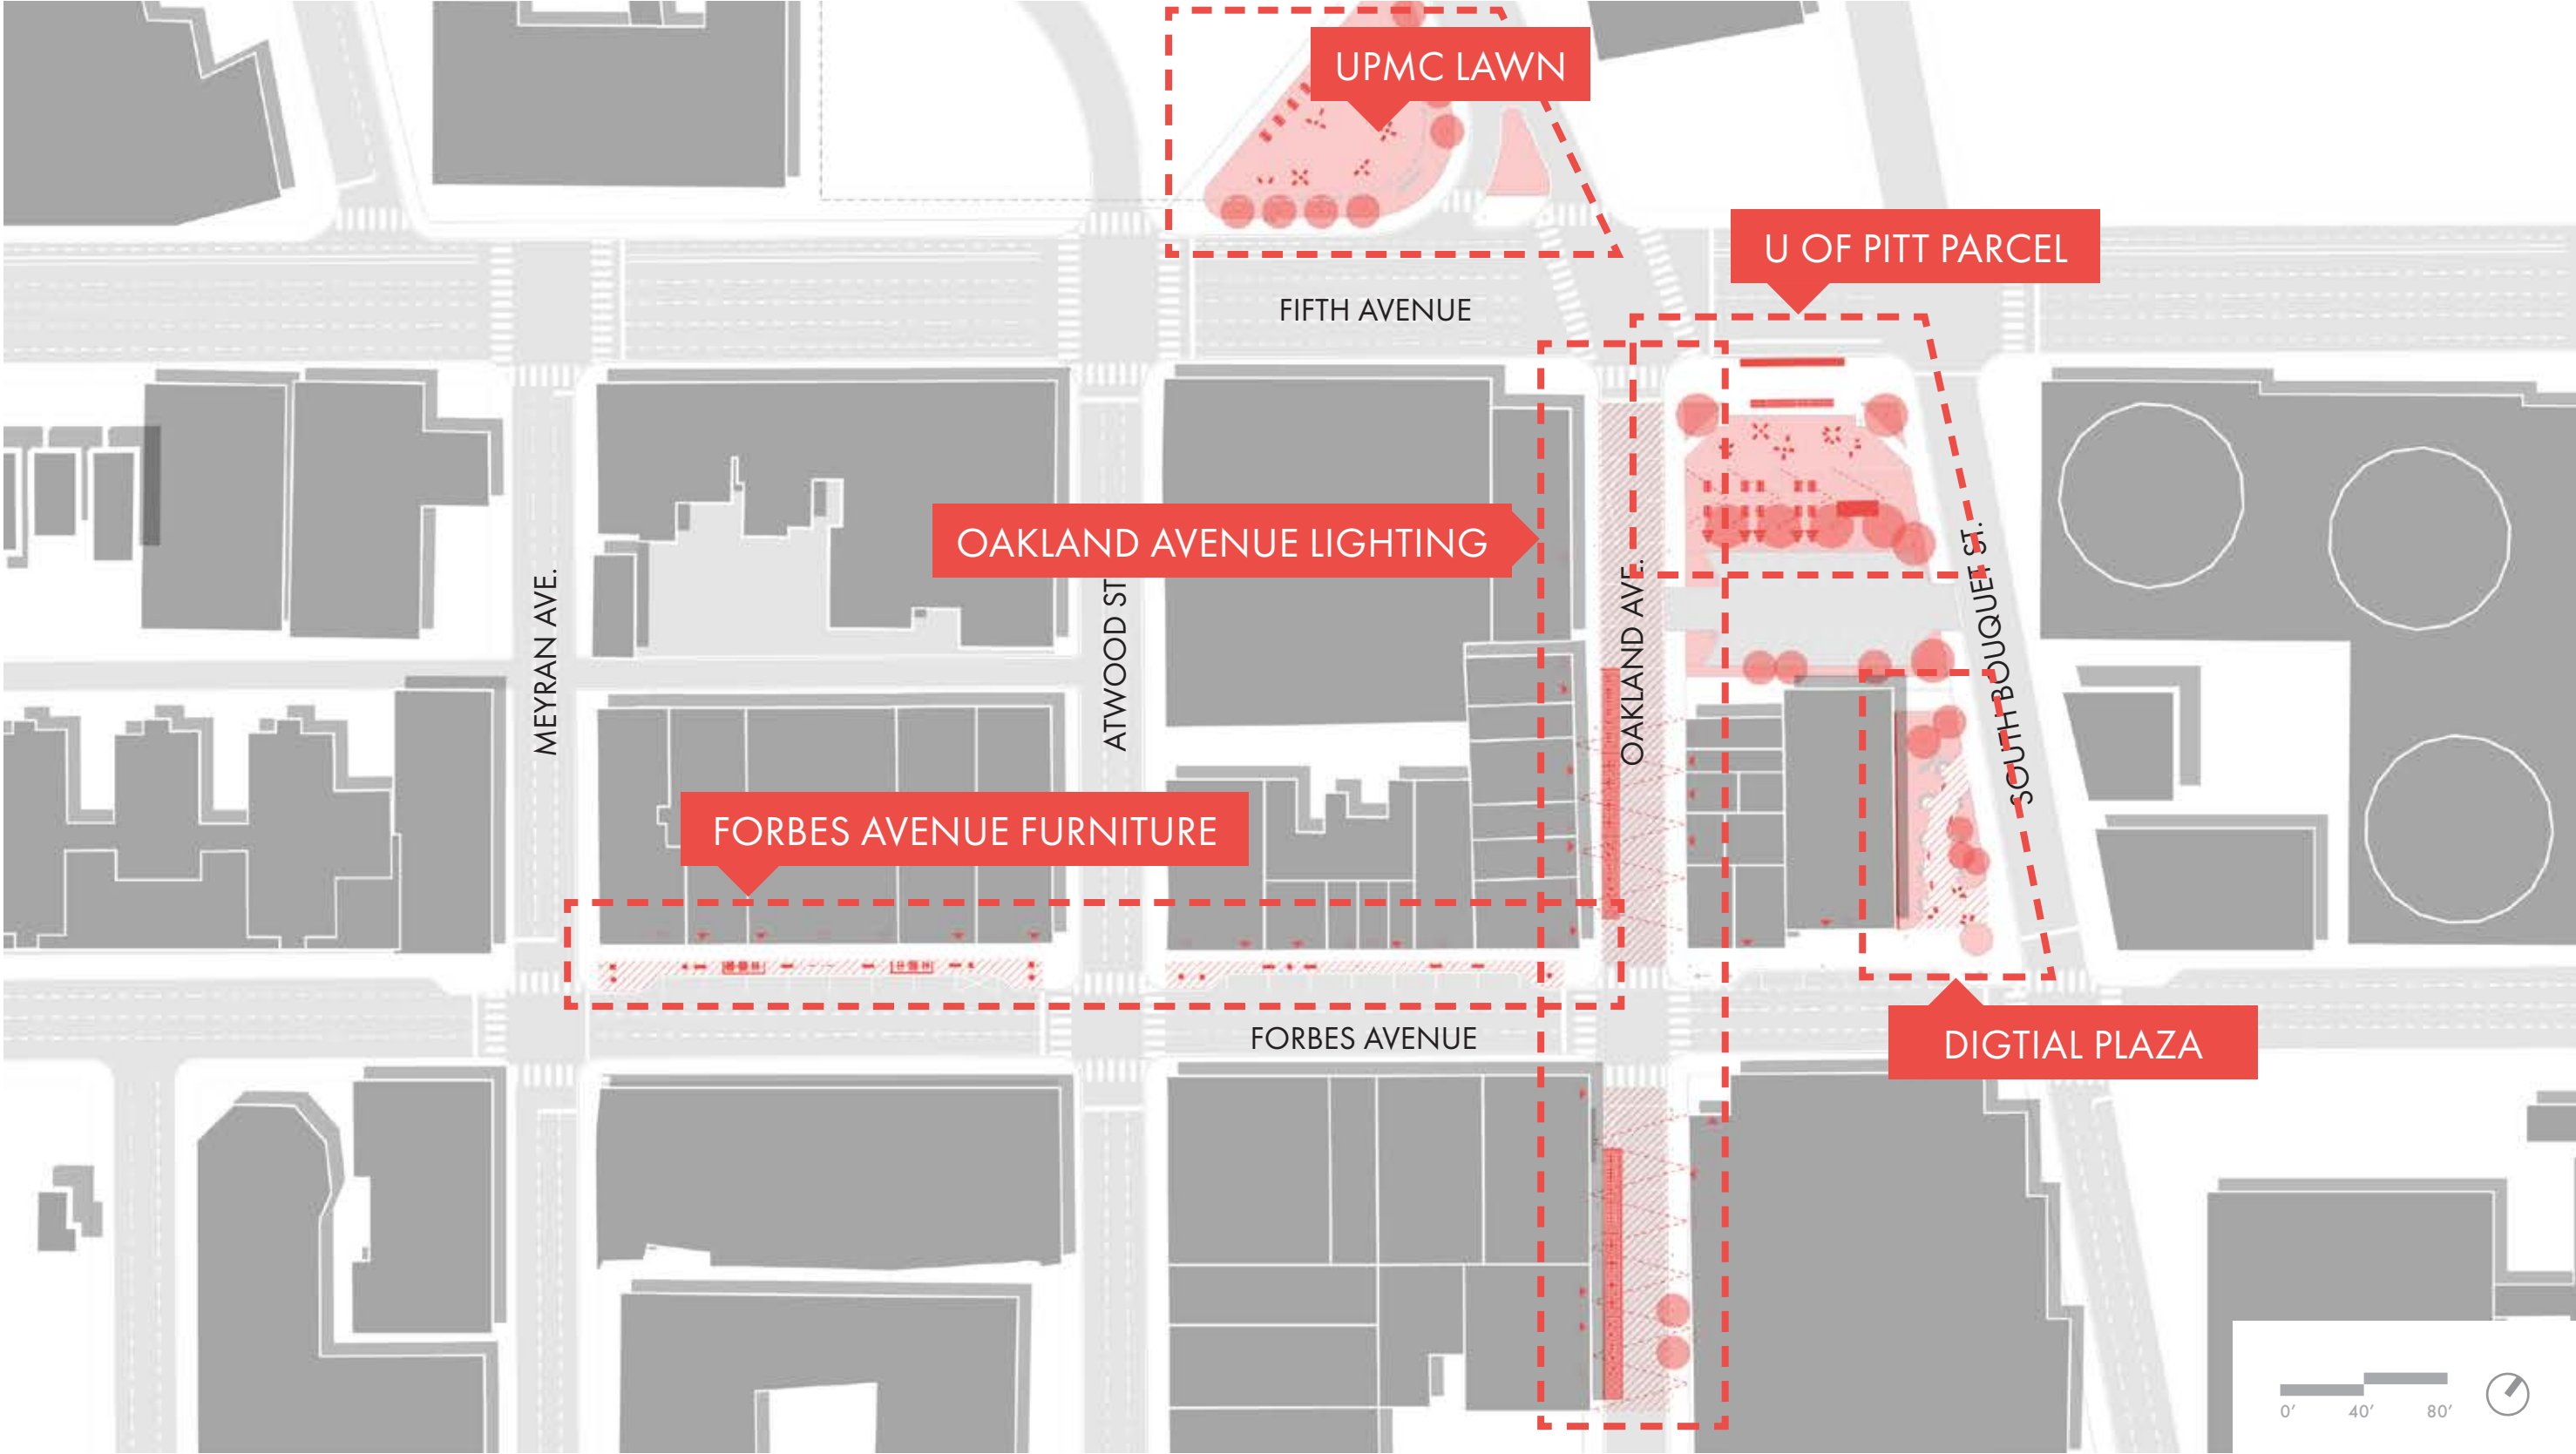 UPMC LAWN
U OF PITT PARCEL
FIFTH AVENUE
OAKLAND AVENUE LIGHTING
MEYRAN AVE.
ATWOOD ST
OAKLAND AVE.
SOUTH BOUQUET ST.
FORBES AVENUE FURNITURE
FORBES AVENUE
DIGTIAL PLAZA
0' 40' 80'